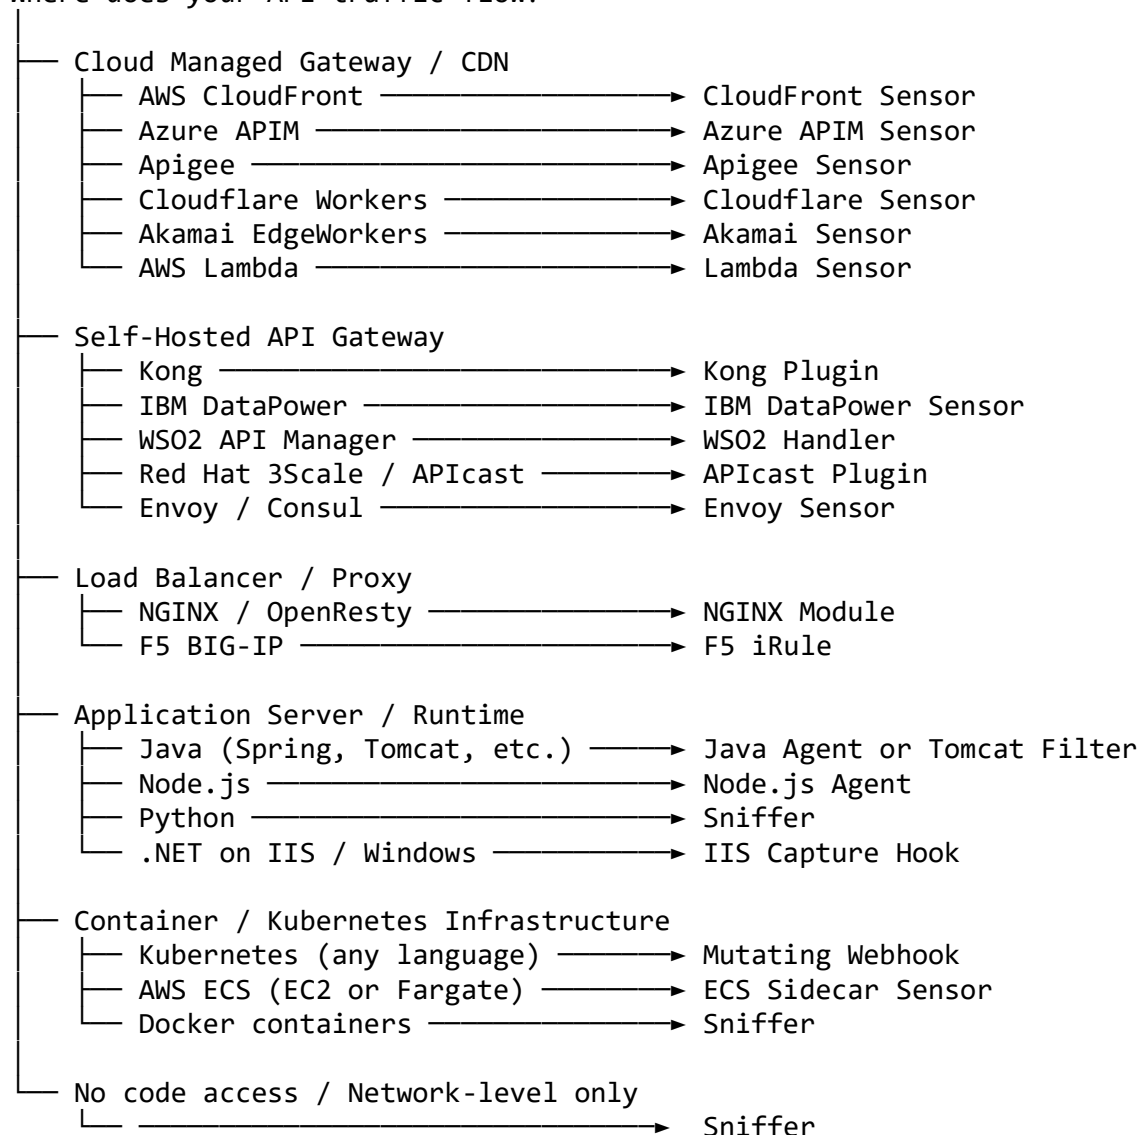 Cloud Managed Gateway / CDN
AWS CloudFront ► CloudFront Sensor
Azure APIM ► Azure APIM Sensor
Apigee ► Apigee Sensor
Cloudflare Workers ► Cloudflare Sensor
Akamai EdgeWorkers ► Akamai Sensor
AWS Lambda ► Lambda Sensor
Self-Hosted API Gateway
Kong ► Kong Plugin
IBM DataPower ► IBM DataPower Sensor
WSO2 API Manager ► WSO2 Handler
Red Hat 3Scale / APIcast ► APIcast Plugin
Envoy / Consul ► Envoy Sensor
Load Balancer / Proxy
NGINX / OpenResty ► NGINX Module
F5 BIG-IP ► F5 iRule
Application Server / Runtime
Java (Spring, Tomcat, etc.) ► Java Agent or Tomcat Filter
Node.js ► Node.js Agent
Python ► Sniffer
.NET on IIS / Windows ► IIS Capture Hook
Container / Kubernetes Infrastructure
Kubernetes (any language) ► Mutating Webhook
AWS ECS (EC2 or Fargate) ► ECS Sidecar Sensor
Docker containers ► Sniffer
No code access / Network-level only
► Sniffer